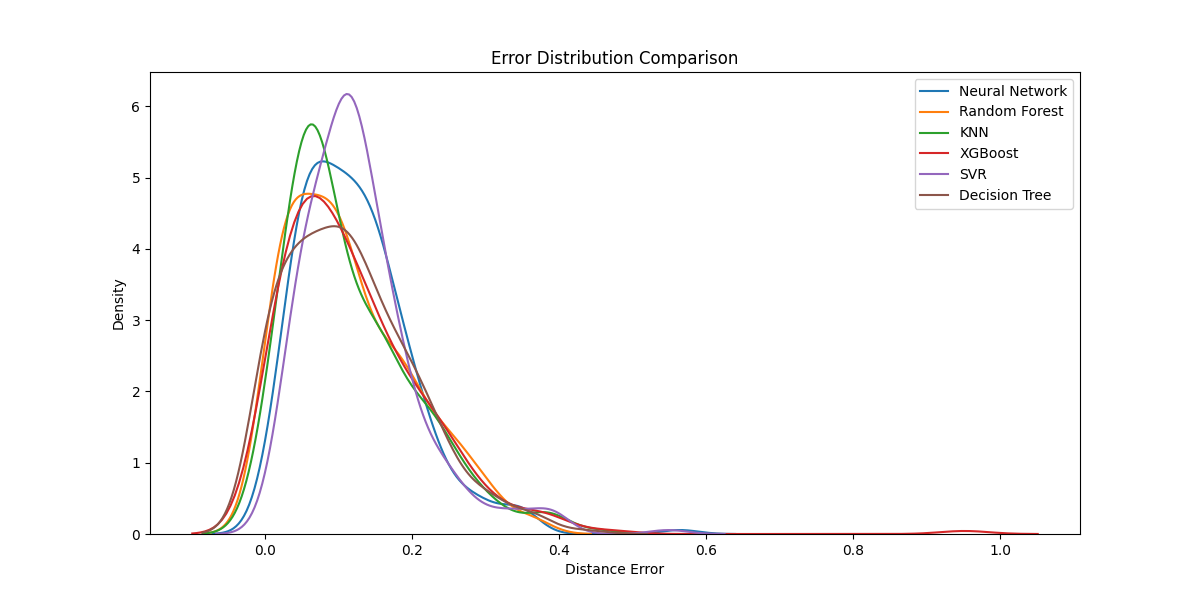 Error Distribution Comparison
Neural Network
Random Forest
KNN
XGBoost
SVR
Decision Tree
Density
6
5
4
3
2
1
0
0.0 0.2 0.4 0.6 0.8 1.0
Distance Error